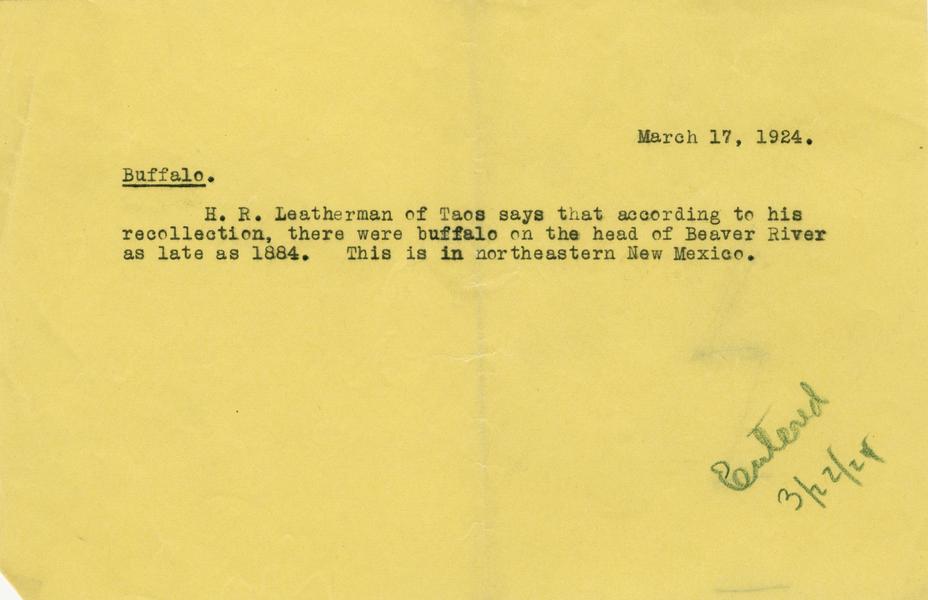 March 17, 1924.
Buffalo.
H. R. Leatherman of Taos says that according to his
recollection, there were buffalo on the head of Beaver River
as late as 1884. This is in northeastern New Mexico.
Entered
3/22/24